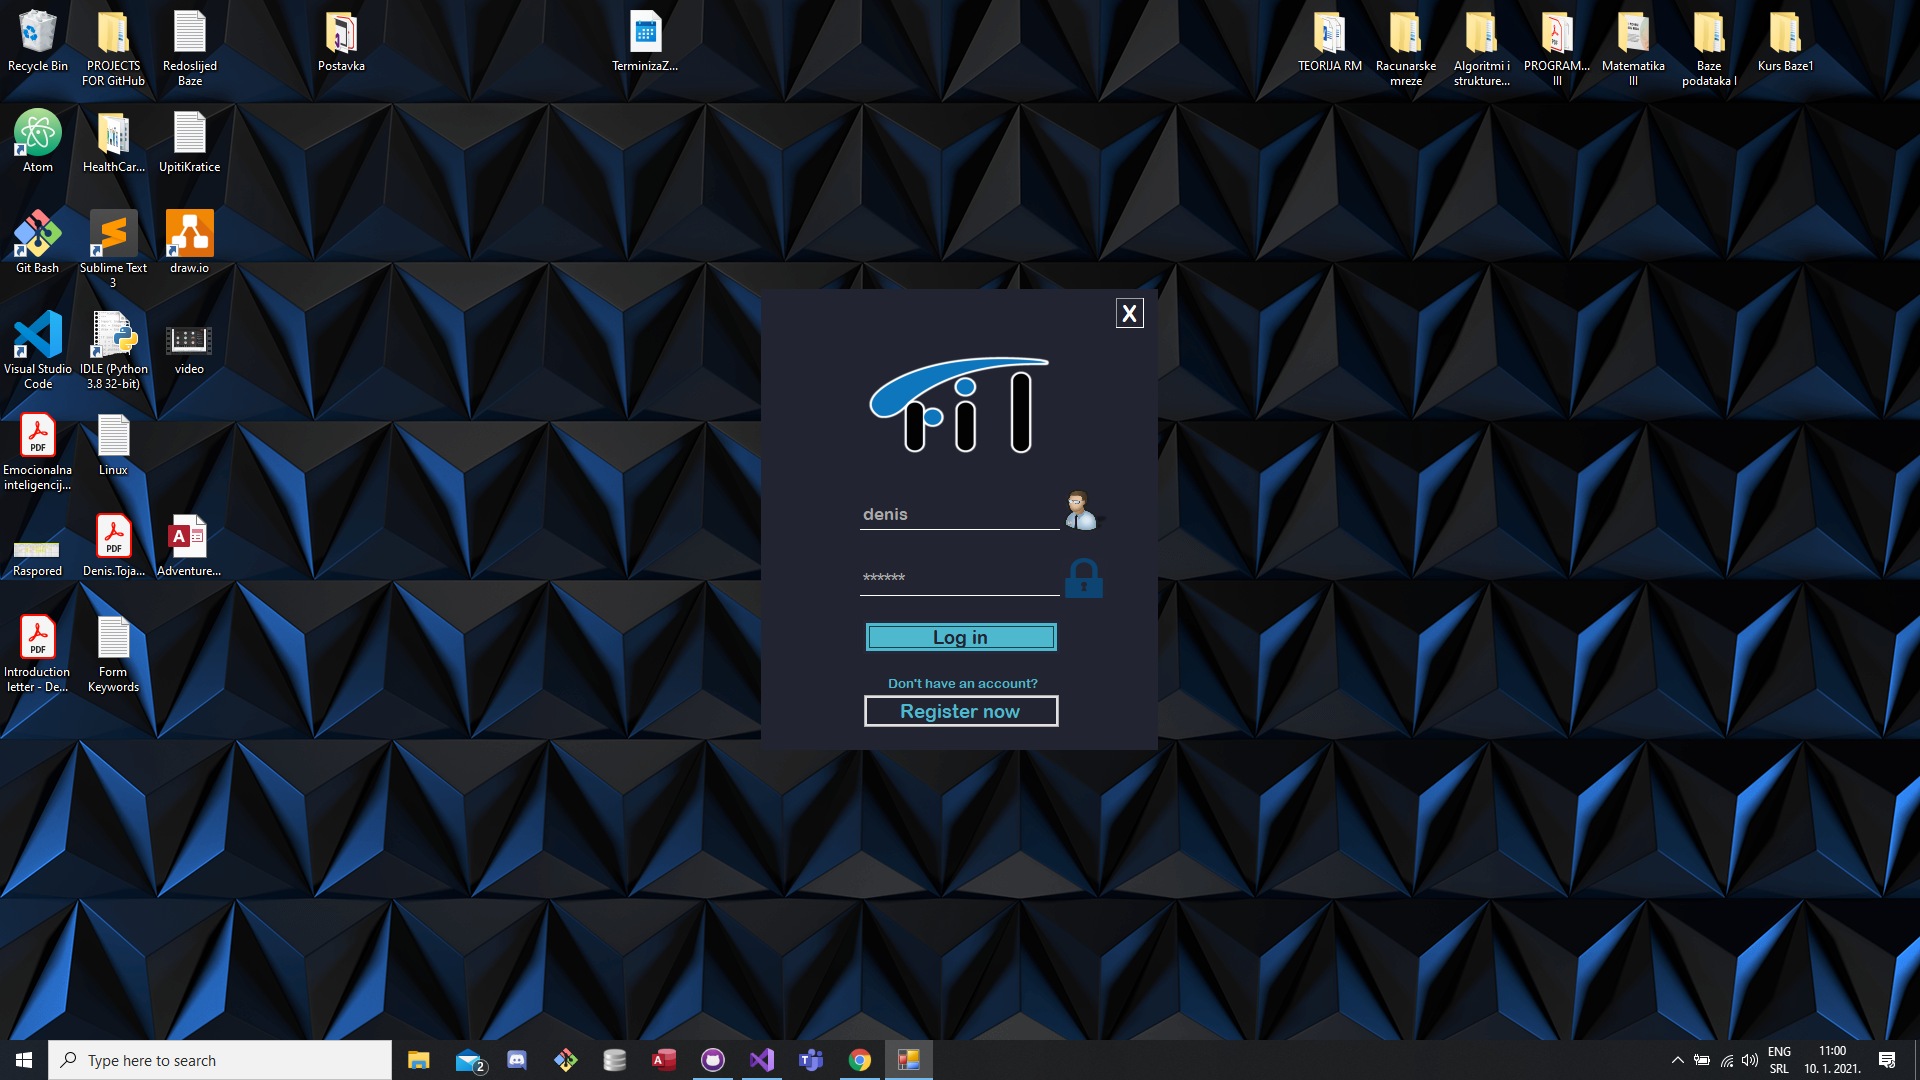 Recycle Bin
PROJECTS
FOR GitHub
Redoslijed
Baze
Postavka
TerminizaZ...
TEORIJA RM
Racunarske
mreze
Algoritmi i
strukture...
PROGRAM...
III
Matematika
III
Baze
podataka I
Kurs Baze1
Atom
HealthCar...
UpitiKratice
Git Bash
Sublime Text
3
draw.io
Visual Studio
Code
IDLE (Python
3.8 32-bit)
video
PDF
Emocionalna
inteligencij...
Linux
Raspored
PDF
Denis.Toja...
A
Adventure...
PDF
Introduction
letter - De...
Form
Keywords
X
FIT
denis
******
Log in
Don't have an account?
Register now
Type here to search
2
ENG
SRL
11:00
10. 1. 2021.